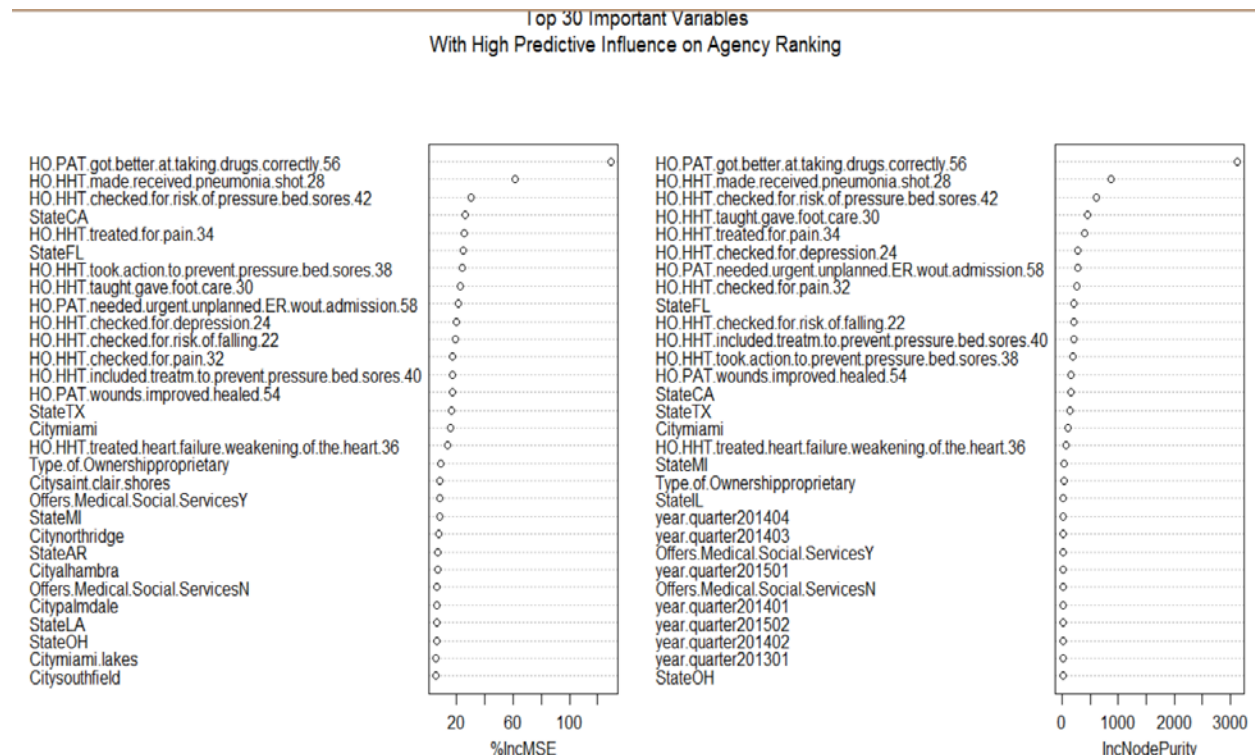 Top 30 Important Variables
With High Predictive Influence on Agency Ranking
HO.PAT.got.better.at.taking.drugs.correctly.56
HO.HHT.made.received.pneumonia.shot.28
HO.HHT.checked.for.risk.of.pressure.bed.sores.42
StateCA
HO.HHT.treated.for.pain.34
StateFL
HO.HHT.took.action.to.prevent.pressure.bed.sores.38
HO.HHT.taught.gave.foot.care.30
HO.PAT.needed.urgent.unplanned.ER.wout.admission.58
HO.HHT.checked.for.depression.24
HO.HHT.checked.for.risk.of.falling.22
HO.HHT.checked.for.pain.32
HO.HHT.included.treatm.to.prevent.pressure.bed.sores.40
HO.PAT.wounds.improved.healed.54
StateTX
Citymiami
HO.HHT.treated.heart.failure.weakening.of.the.heart.36
Type.of.Ownershipproprietary
Citysaint.clair.shores
Offers.Medical.Social.ServicesY
StateMI
Citynorthridge
StateAR
Cityalhambra
Offers.Medical.Social.ServicesN
Citypalmdale
StateLA
StateOH
Citymiami.lakes
Citysouthfield
20 60 100
%IncMSE
HO.PAT.got.better.at.taking.drugs.correctly.56
HO.HHT.made.received.pneumonia.shot.28
HO.HHT.checked.for.risk.of.pressure.bed.sores.42
HO.HHT.taught.gave.foot.care.30
HO.HHT.treated.for.pain.34
HO.HHT.checked.for.depression.24
HO.PAT.needed.urgent.unplanned.ER.wout.admission.58
HO.HHT.checked.for.pain.32
StateFL
HO.HHT.checked.for.risk.of.falling.22
HO.HHT.included.treatm.to.prevent.pressure.bed.sores.40
HO.HHT.took.action.to.prevent.pressure.bed.sores.38
HO.PAT.wounds.improved.healed.54
StateCA
StateTX
Citymiami
HO.HHT.treated.heart.failure.weakening.of.the.heart.36
StateMI
Type.of.Ownershipproprietary
StateIL
year.quarter201404
year.quarter201403
Offers.Medical.Social.ServicesY
year.quarter201501
Offers.Medical.Social.ServicesN
year.quarter201401
year.quarter201502
year.quarter201402
year.quarter201301
StateOH
0 1000 2000 3000
IncNodePurity